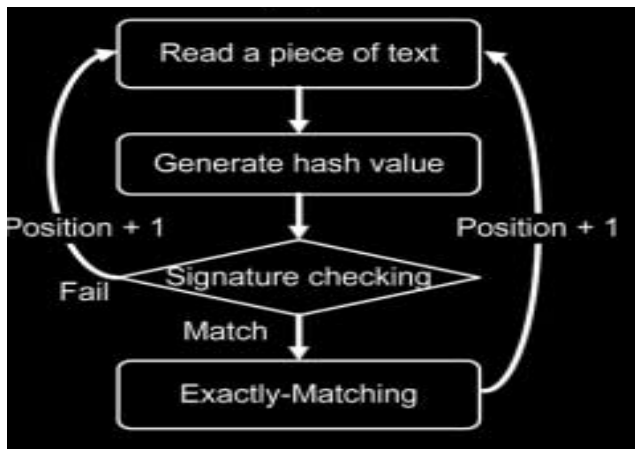 Read a piece of text
Generate hash value
Position + 1
Position + 1
Signature checking
Fail
Match
Exactly-Matching